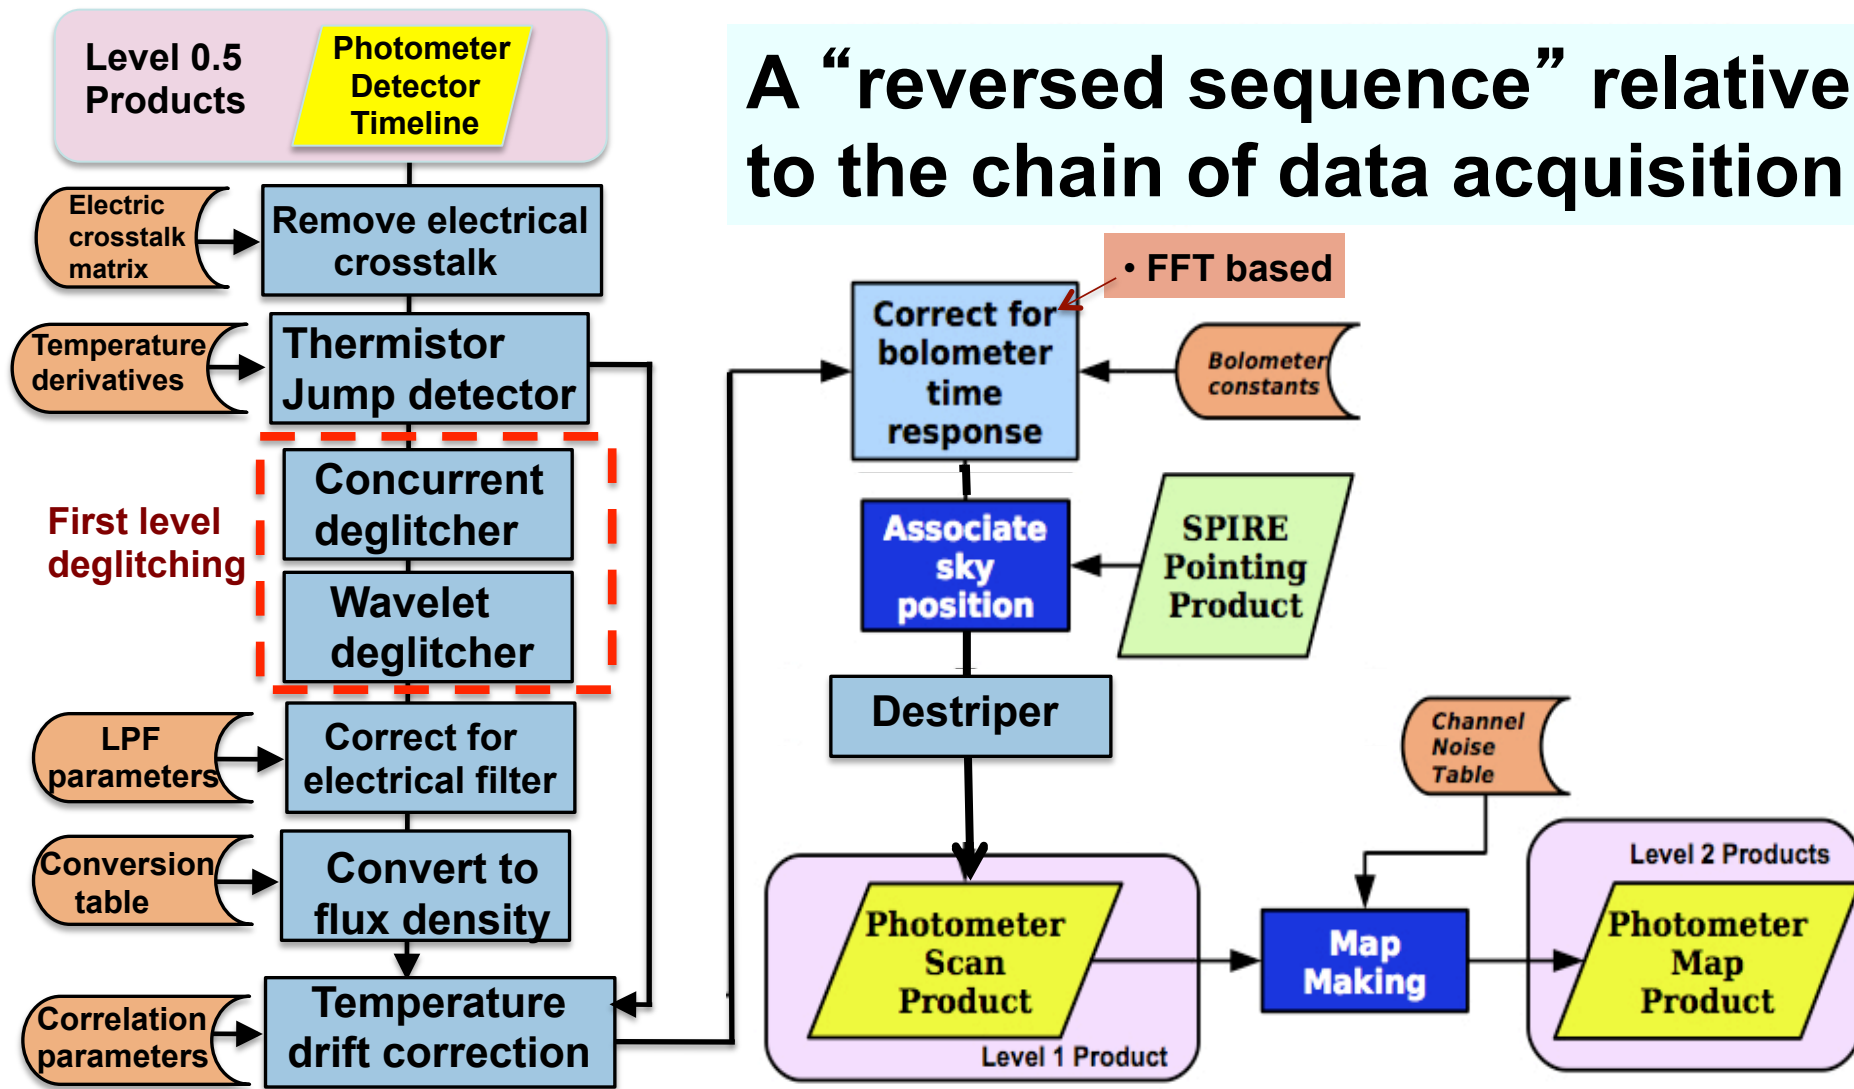 Level 0.5
Products
Photometer
Detector
Timeline
A “reversed sequence” relative
to the chain of data acquisition
Electric
crosstalk
matrix
Remove electrical
crosstalk
Temperature
derivatives
Thermistor
Jump detector
First level
deglitching
Concurrent
deglitcher
Wavelet
deglitcher
LPF
parameters
Correct for
electrical filter
Conversion
table
Convert to
flux density
Correlation
parameters
Temperature
drift correction
• FFT based
Correct for
bolometer
time
response
Bolometer
constants
Associate
sky
position
SPIRE
Pointing
Product
Destriper
Channel
Noise
Table
Photometer
Scan
Product
Level 1 Product
Map
Making
Level 2 Products
Photometer
Map
Product